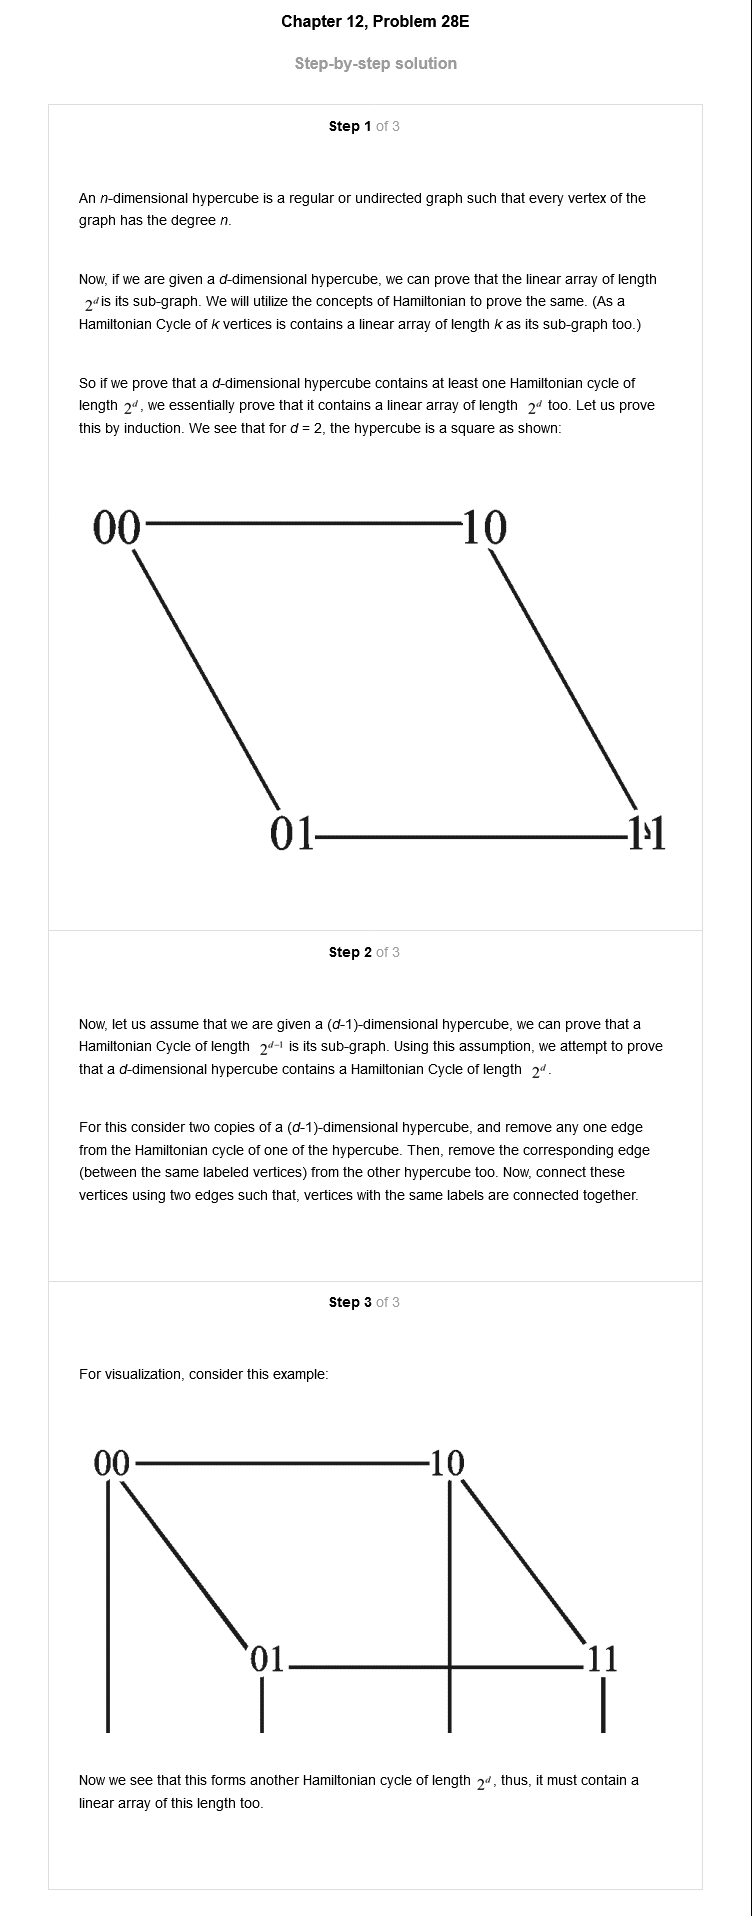 Chapter 12, Problem 28E
Step-by-step solution
Step 1 of 3
An n-dimensional hypercube is a regular or undirected graph such that every vertex of the
graph has the degree n.
Now, if we are given a d-dimensional hypercube, we can prove that the linear array of length
2^d is its sub-graph. We will utilize the concepts of Hamiltonian to prove the same. (As a
Hamiltonian Cycle of k vertices is contains a linear array of length k as its sub-graph too.)
So if we prove that a d-dimensional hypercube contains at least one Hamiltonian cycle of
length 2^d, we essentially prove that it contains a linear array of length 2^d too. Let us prove
this by induction. We see that for d = 2, the hypercube is a square as shown:
00 10
01 11
Step 2 of 3
Now, let us assume that we are given a (d-1)-dimensional hypercube, we can prove that a
Hamiltonian Cycle of length 2^{d-1} is its sub-graph. Using this assumption, we attempt to prove
that a d-dimensional hypercube contains a Hamiltonian Cycle of length 2^d.
For this consider two copies of a (d-1)-dimensional hypercube, and remove any one edge
from the Hamiltonian cycle of one of the hypercube. Then, remove the corresponding edge
(between the same labeled vertices) from the other hypercube too. Now, connect these
vertices using two edges such that, vertices with the same labels are connected together.
Step 3 of 3
For visualization, consider this example:
00 10
01 11
Now we see that this forms another Hamiltonian cycle of length 2^d, thus, it must contain a
linear array of this length too.